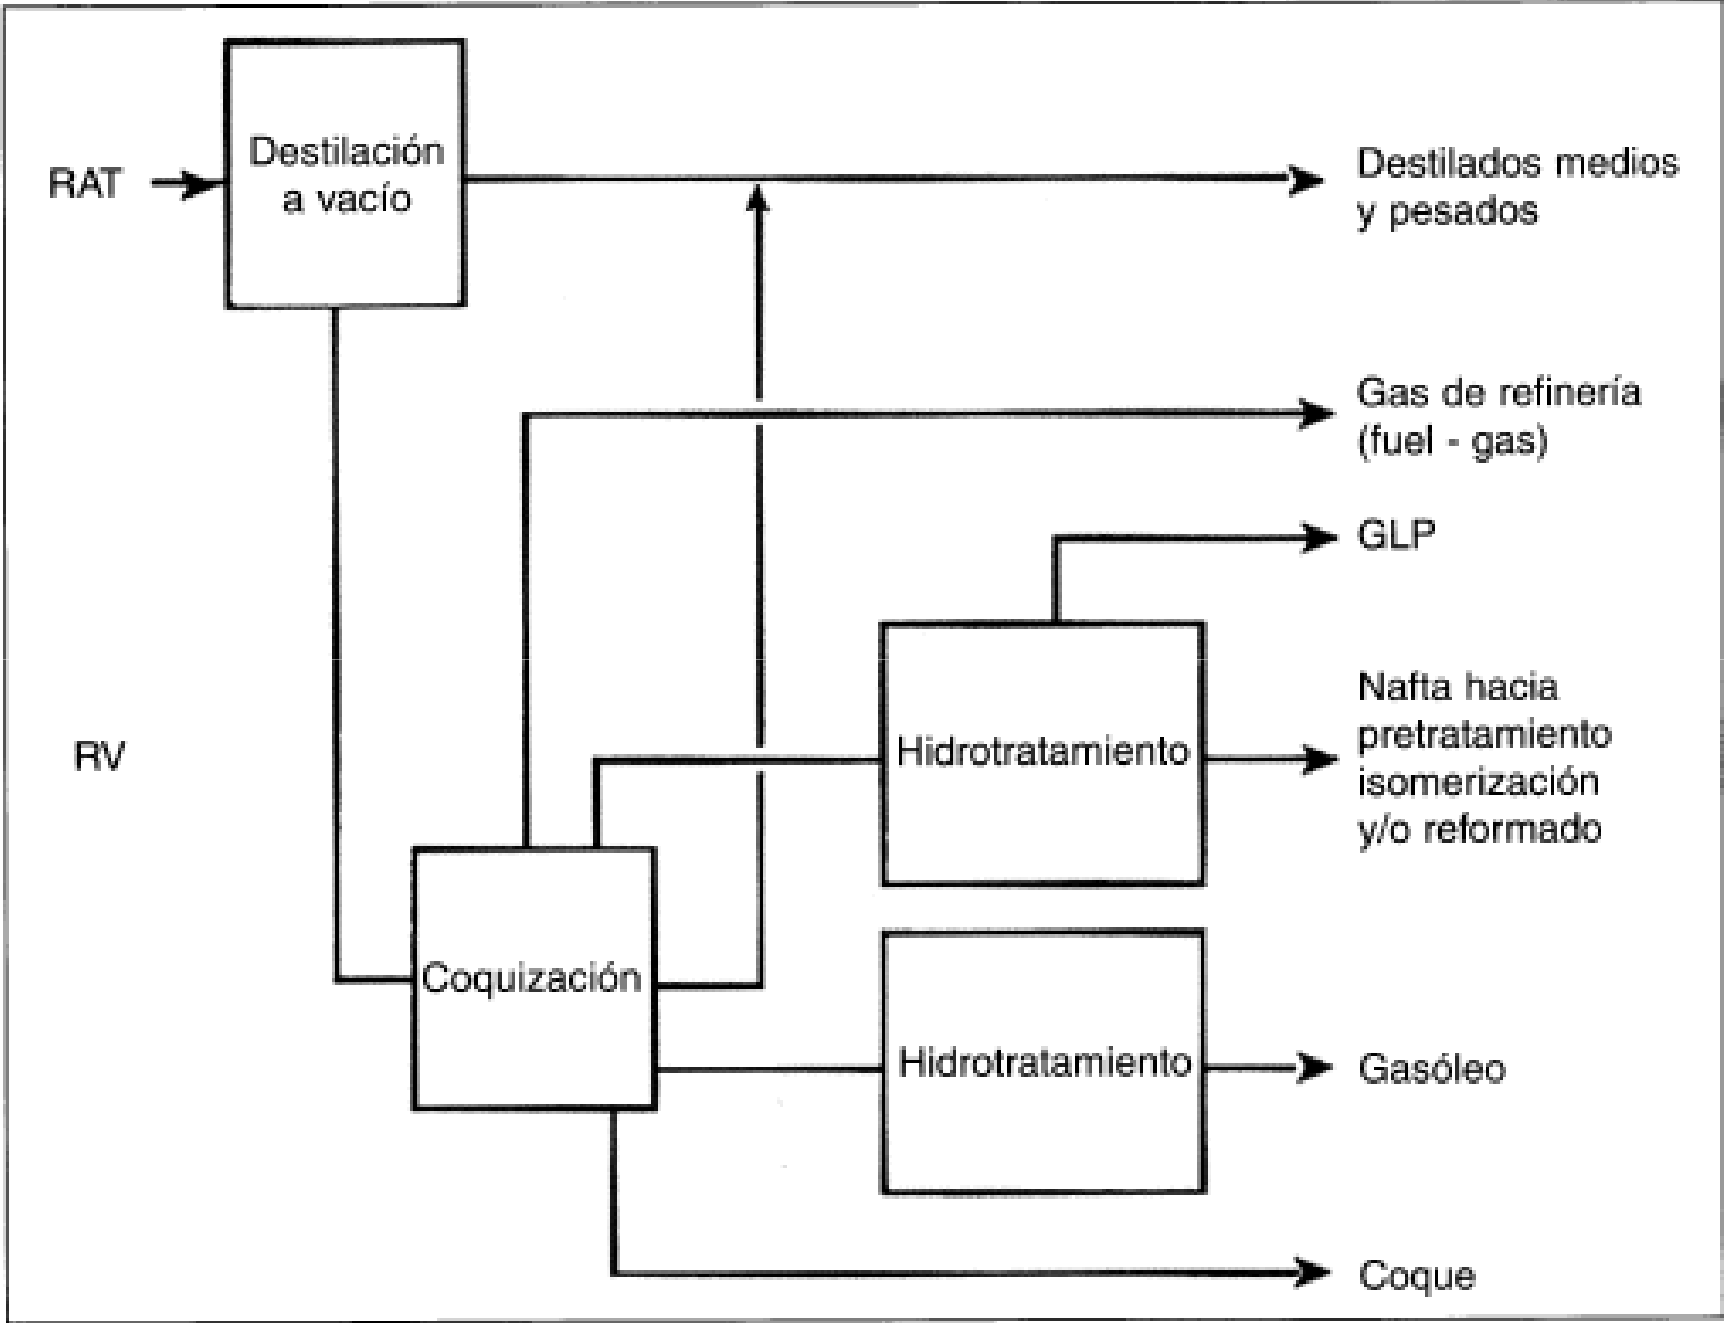 Destilación
a vacío
RAT
Destilados medios
y pesados
Gas de refinería
(fuel - gas)
GLP
Hidrotratamiento
Nafta hacia
pretratamiento
isomerización
y/o reformado
RV
Coquización
Hidrotratamiento
Gasóleo
Coque